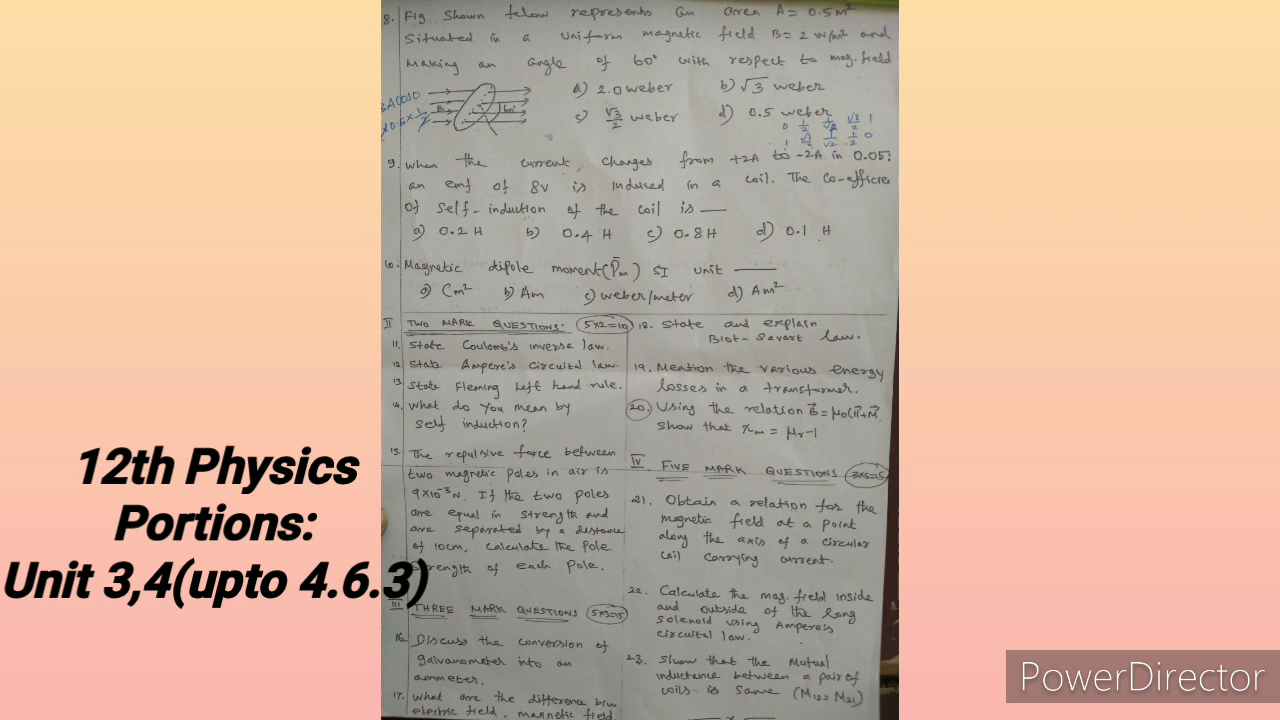 8. Fig shown below represents an area A = 0.5 m²
situated in a uniform magnetic field B = 2 w/m² and
making an angle of 60° with respect to mag. field
a) 2.0 weber b) √3 weber
B 60°
c) √3/2 weber d) 0.5 weber
0 1/2 1/√2 √3/2 1
9. When the current changes from +2A to -2A in 0.05
an emf of 8V is induced in a coil. The co-efficie
of self-induction of the coil is —
a) 0.2 H b) 0.4 H c) 0.8 H d) 0.1 H
10. Magnetic dipole moment (P̄m) SI unit —
a) Cm² b) Am c) weber/meter d) Am²
II TWO MARK QUESTIONS:- 5x2=10
11. State Coulomb's inverse law.
12 State Ampere's circuital law.
13 State Fleming Left hand rule.
14. What do you mean by
self induction?
15. The repulsive force between
two magnetic poles in air is
9x10⁻³N. If the two poles
are equal in strength and
are separated by a distance
of 10cm, calculate the pole
strength of each pole.
III THREE MARK QUESTIONS 5x3=15
16. Discuss the conversion of
galvanometer into an
ammeter.
17. What are the difference b/w
electric field, magnetic field
18. State and explain
Biot-Savart law.
19. Mention the various energy
losses in a transformer.
20. Using the relation B⃗ = μ₀(H⃗+M⃗
show that χm = μr-1
IV FIVE MARK QUESTIONS 3x5=15
21. Obtain a relation for the
magnetic field at a point
along the axis of a circular
coil carrying current.
22. Calculate the mag. field inside
and outside of the long
solenoid using Amperes
circuital law.
23. Show that the Mutual
inductance between a pair of
coils is same (M12 = M21)
12th Physics
Portions:
Unit 3,4(upto 4.6.3)
PowerDirector